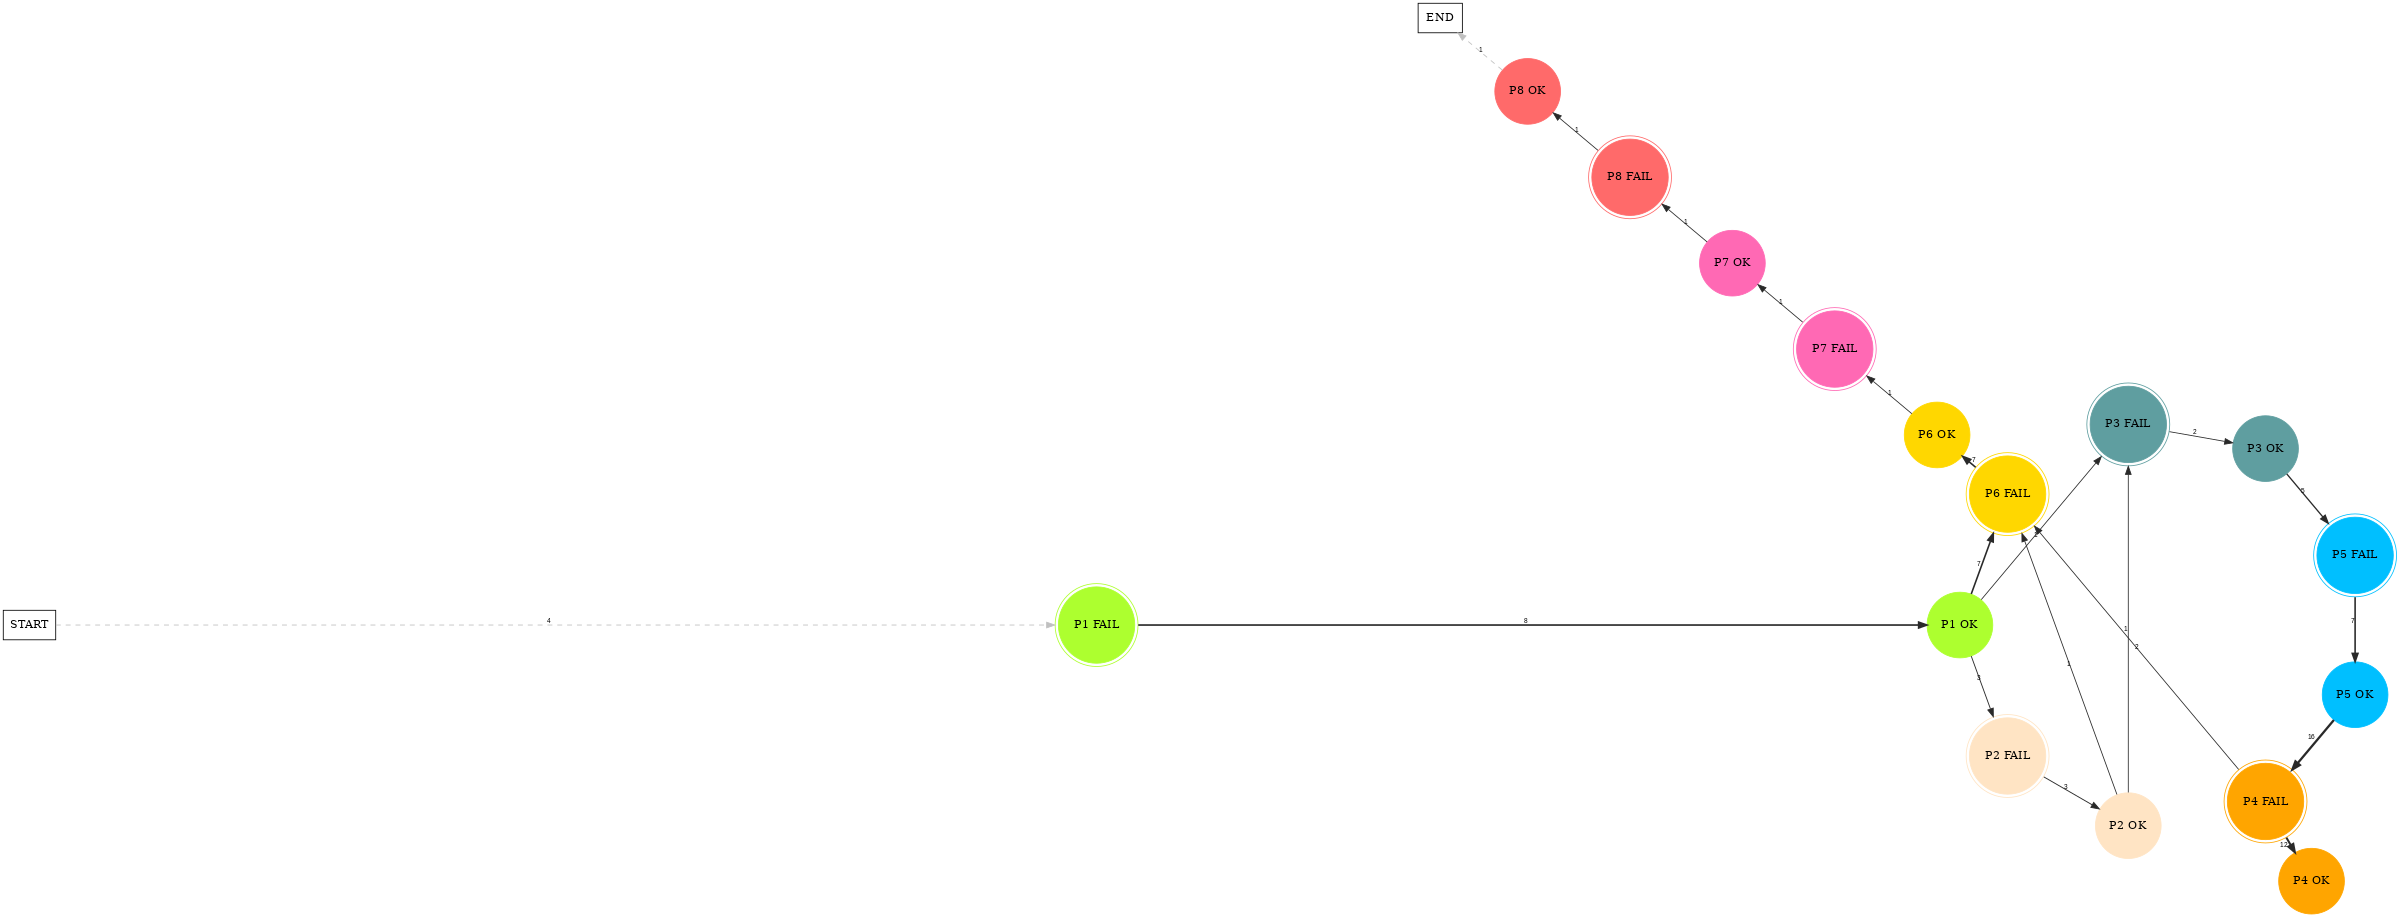 END
1
P8 OK
1
P8 FAIL
1
P7 OK
1
P7 FAIL
1
P6 OK
7
P6 FAIL
P3 FAIL
2
P3 OK
5
P5 FAIL
7
P5 OK
16
P4 FAIL
12
P4 OK
START
4
P1 FAIL
8
P1 OK
7
3
P2 FAIL
3
P2 OK
1
1
2